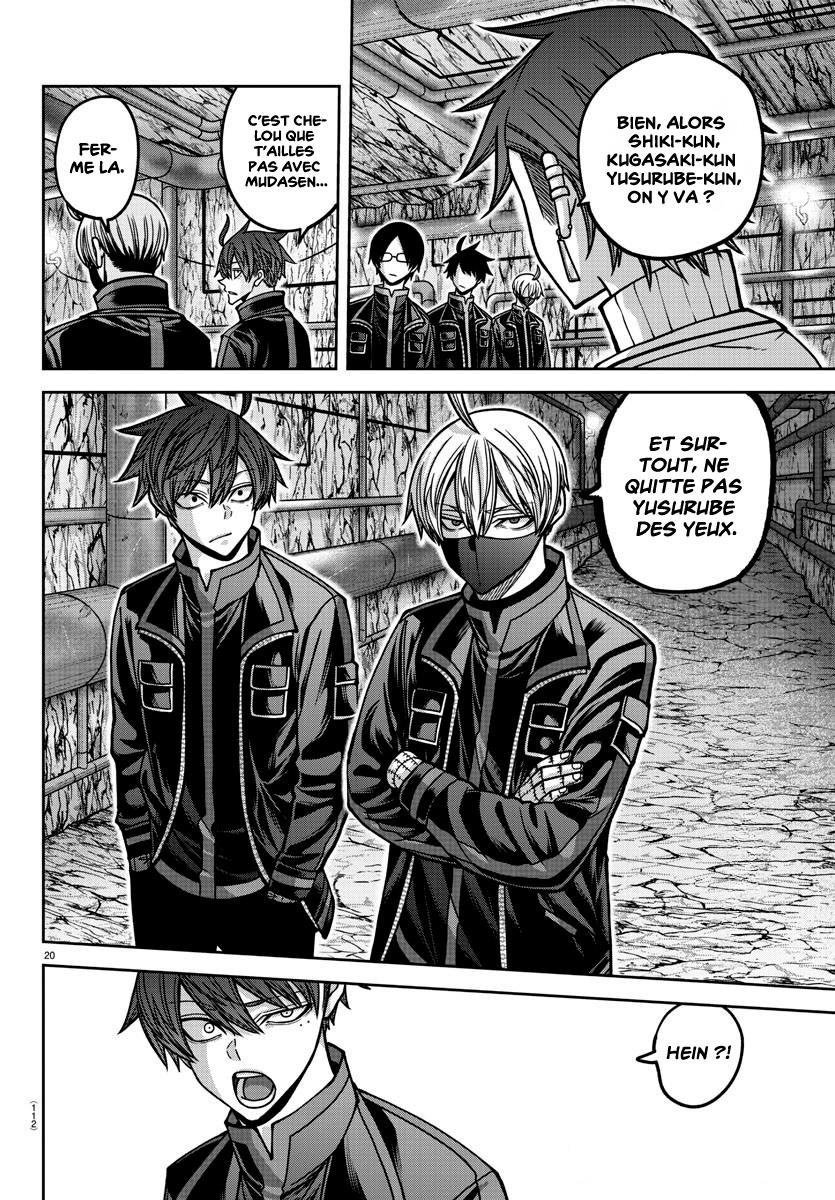 BIEN, ALORS
SHIKI-KUN,
KUGASAKI-KUN
YUSURUBE-KUN,
ON Y VA ?
C'EST CHE-
LOU QUE
T'AILLES
PAS AVEC
MUDASEN...
FER-
ME LA.
ET SUR-
TOUT, NE
QUITTE PAS
YUSURUBE
DES YEUX.
20
HEIN ?!
(112)